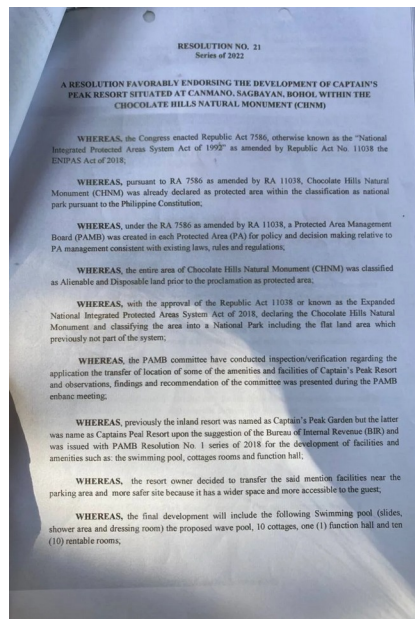 RESOLUTION NO. 21
Series of 2022
A RESOLUTION FAVORABLY ENDORSING THE DEVELOPMENT OF CAPTAIN'S
PEAK RESORT SITUATED AT CANMANO, SAGBAYAN, BOHOL WITHIN THE
CHOCOLATE HILLS NATURAL MONUMENT (CHNM)
WHEREAS, the Congress enacted Republic Act 7586, otherwise known as the "National
Integrated Protected Areas System Act of 1992" as amended by Republic Act No. 11038 the
ENIPAS Act of 2018;
WHEREAS, pursuant to RA 7586 as amended by RA 11038, Chocolate Hills Natural
Monument (CHNM) was already declared as protected area within the classification as national
park pursuant to the Philippine Constitution;
WHEREAS, under the RA 7586 as amended by RA 11038, a Protected Area Management
Board (PAMB) was created in each Protected Area (PA) for policy and decision making relative to
PA management consistent with existing laws, rules and regulations;
WHEREAS, the entire area of Chocolate Hills Natural Monument (CHNM) was classified
as Alienable and Disposable land prior to the proclamation as protected area;
WHEREAS, with the approval of the Republic Act 11038 or known as the Expanded
National Integrated Protected Areas System Act of 2018, declaring the Chocolate Hills Natural
Monument and classifying the area into a National Park including the flat land area which
previously not part of the system;
WHEREAS, the PAMB committee have conducted inspection/verification regarding the
application the transfer of location of some of the amenities and facilities of Captain's Peak Resort
and observations, findings and recommendation of the committee was presented during the PAMB
enbanc meeting;
WHEREAS, previously the inland resort was named as Captain's Peak Garden but the latter
was name as Captains Peal Resort upon the suggestion of the Bureau of Internal Revenue (BIR) and
was issued with PAMB Resolution No. 1 series of 2018 for the development of facilities and
amenities such as: the swimming pool, cottages rooms and function hall;
WHEREAS, the resort owner decided to transfer the said mention facilities near the
parking area and more safer site because it has a wider space and more accessible to the guest;
WHEREAS, the final development will include the following Swimming pool (slides,
shower area and dressing room) the proposed wave pool, 10 cottages, one (1) function hall and ten
(10) rentable rooms;